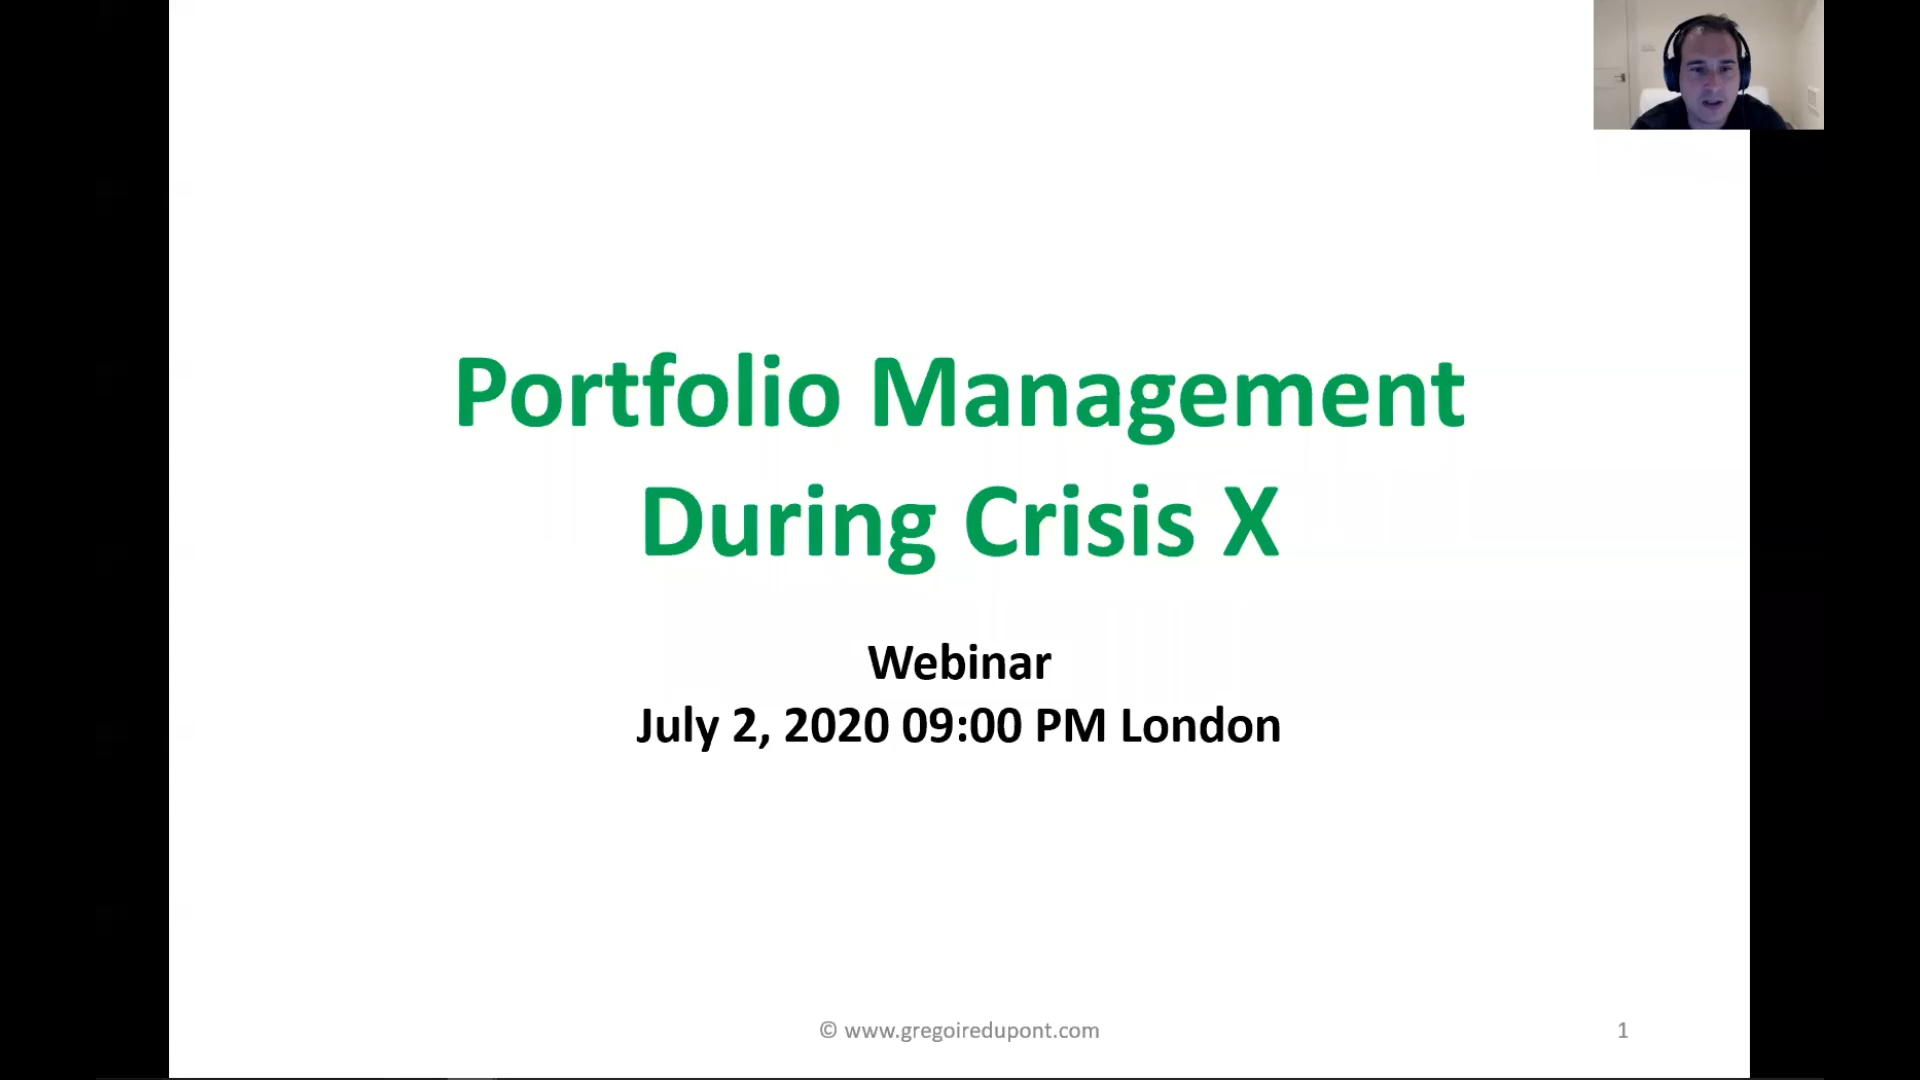 Portfolio Management
During Crisis X
Webinar
July 2, 2020 09:00 PM London
© www.gregoiredupont.com
1